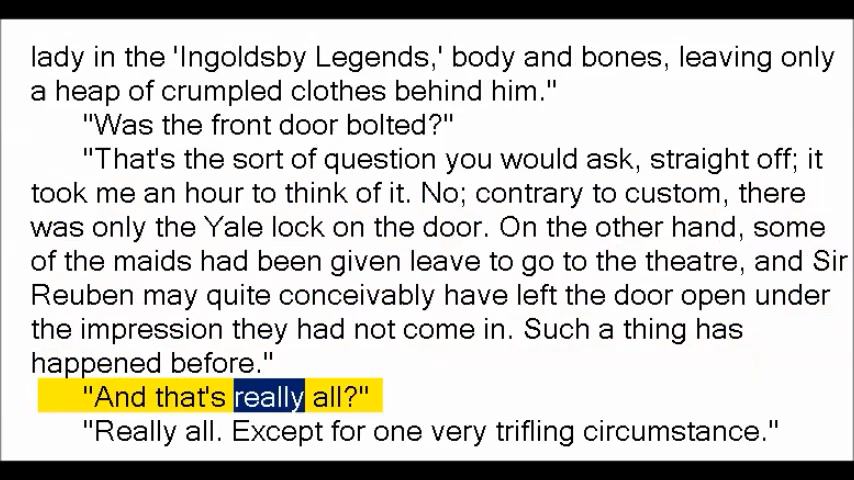 lady in the 'Ingoldsby Legends,' body and bones, leaving only
a heap of crumpled clothes behind him."
"Was the front door bolted?"
"That's the sort of question you would ask, straight off; it
took me an hour to think of it. No; contrary to custom, there
was only the Yale lock on the door. On the other hand, some
of the maids had been given leave to go to the theatre, and Sir
Reuben may quite conceivably have left the door open under
the impression they had not come in. Such a thing has
happened before."
"And that's really all?"
"Really all. Except for one very trifling circumstance."